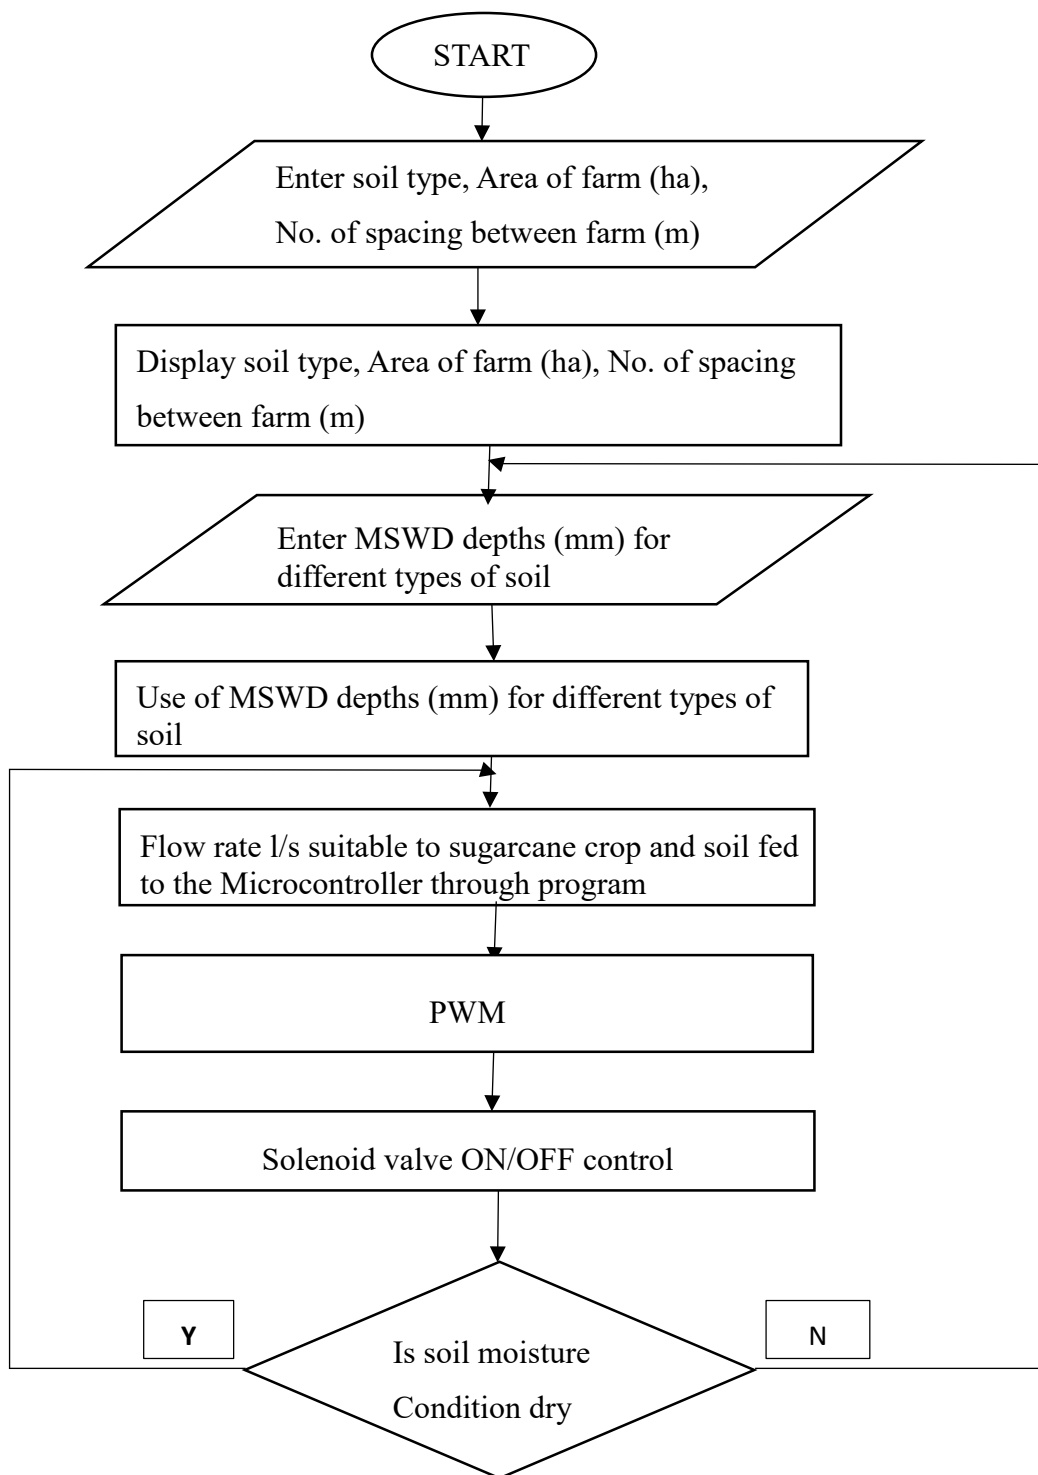 START
Enter soil type, Area of farm (ha),
No. of spacing between farm (m)
Display soil type, Area of farm (ha), No. of spacing
between farm (m)
Enter MSWD depths (mm) for
different types of soil
Use of MSWD depths (mm) for different types of
soil
Flow rate l/s suitable to sugarcane crop and soil fed
to the Microcontroller through program
PWM
Solenoid valve ON/OFF control
Y
N
Is soil moisture
Condition dry